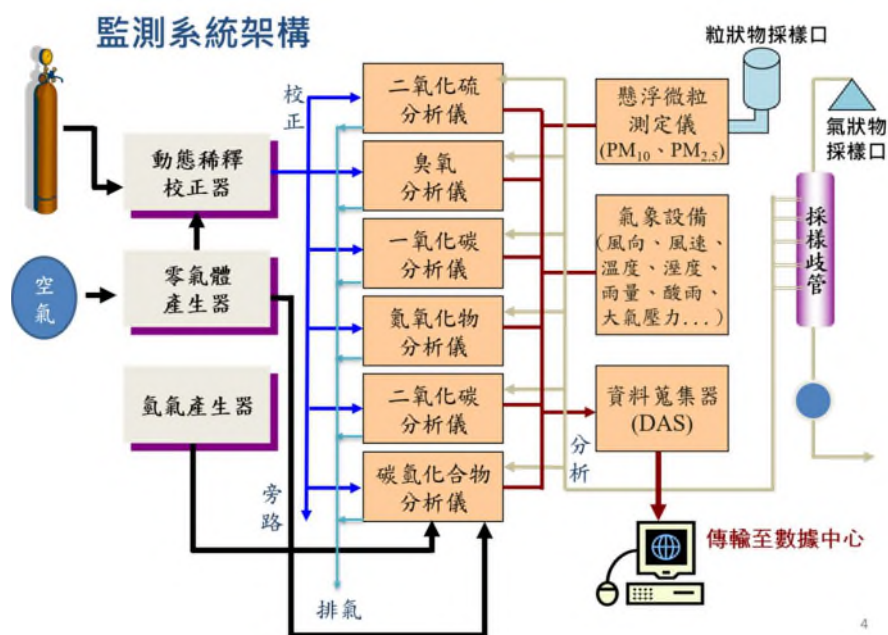 監測系統架構
粒狀物採樣口
氣狀物
採樣口
校正
二氧化硫
分析儀
懸浮微粒
測定儀
(PM10、PM2.5)
動態稀釋
校正器
臭氧
分析儀
採樣歧管
空氣
零氣體
產生器
一氧化碳
分析儀
氣象設備
(風向、風速、
溫度、溼度、
雨量、酸雨、
大氣壓力...)
氮氧化物
分析儀
氫氣產生器
二氧化碳
分析儀
資料蒐集器
(DAS)
分析
旁路
碳氫化合物
分析儀
傳輸至數據中心
排氣
4